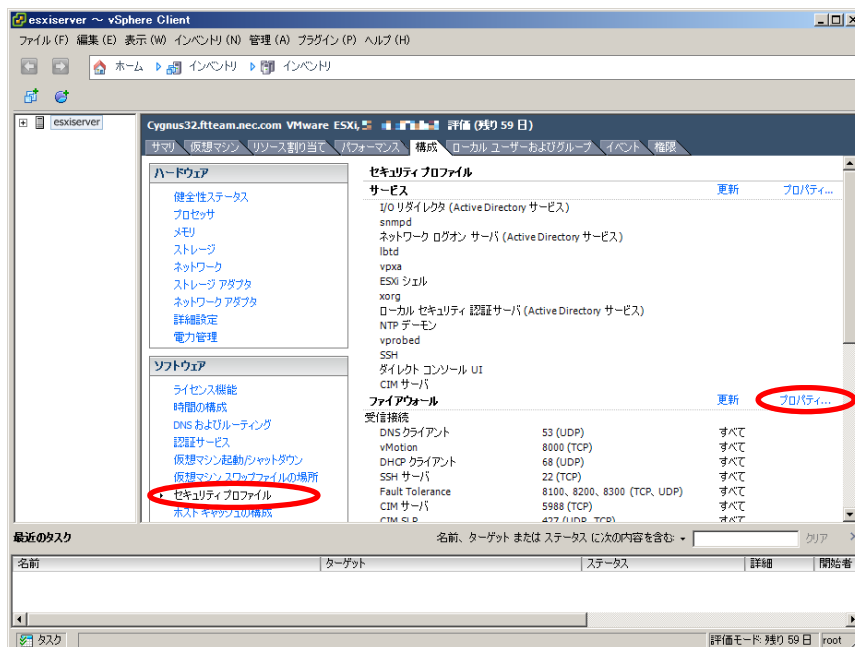 esxiserver ～ vSphere Client
ファイル(F) 編集(E) 表示(W) インベントリ(N) 管理(A) プラグイン(P) ヘルプ(H)
ホーム インベントリ インベントリ
esxiserver
Cygnus32.ftteam.nec.com VMware ESXi, 評価 (残り 59 日)
サマリ 仮想マシン リソース割り当て パフォーマンス 構成 ローカル ユーザーおよびグループ イベント 権限
ハードウェア
健全性ステータス
プロセッサ
メモリ
ストレージ
ネットワーク
ストレージ アダプタ
ネットワーク アダプタ
詳細設定
電力管理
ソフトウェア
ライセンス機能
時間の構成
DNS およびルーティング
認証サービス
仮想マシン起動/シャットダウン
仮想マシン スワップファイルの場所
セキュリティ プロファイル
ホスト キャッシュの構成
セキュリティ プロファイル
サービス 更新 プロパティ...
I/O リダイレクタ (Active Directory サービス)
snmpd
ネットワーク ログオン サーバ (Active Directory サービス)
lbtd
vpxa
ESXi シェル
xorg
ローカル セキュリティ 認証サーバ (Active Directory サービス)
NTP デーモン
vprobed
SSH
ダイレクト コンソール UI
CIM サーバ
ファイアウォール 更新 プロパティ...
受信接続
DNS クライアント 53 (UDP) すべて
vMotion 8000 (TCP) すべて
DHCP クライアント 68 (UDP) すべて
SSH サーバ 22 (TCP) すべて
Fault Tolerance 8100、8200、8300 (TCP、UDP) すべて
CIM サーバ 5988 (TCP) すべて
CIM SLP 427 (UDP、TCP) すべて
最近のタスク 名前、ターゲット または ステータス に次の内容を含む: クリア
名前 ターゲット ステータス 詳細 開始者
タスク 評価モード: 残り 59 日 root